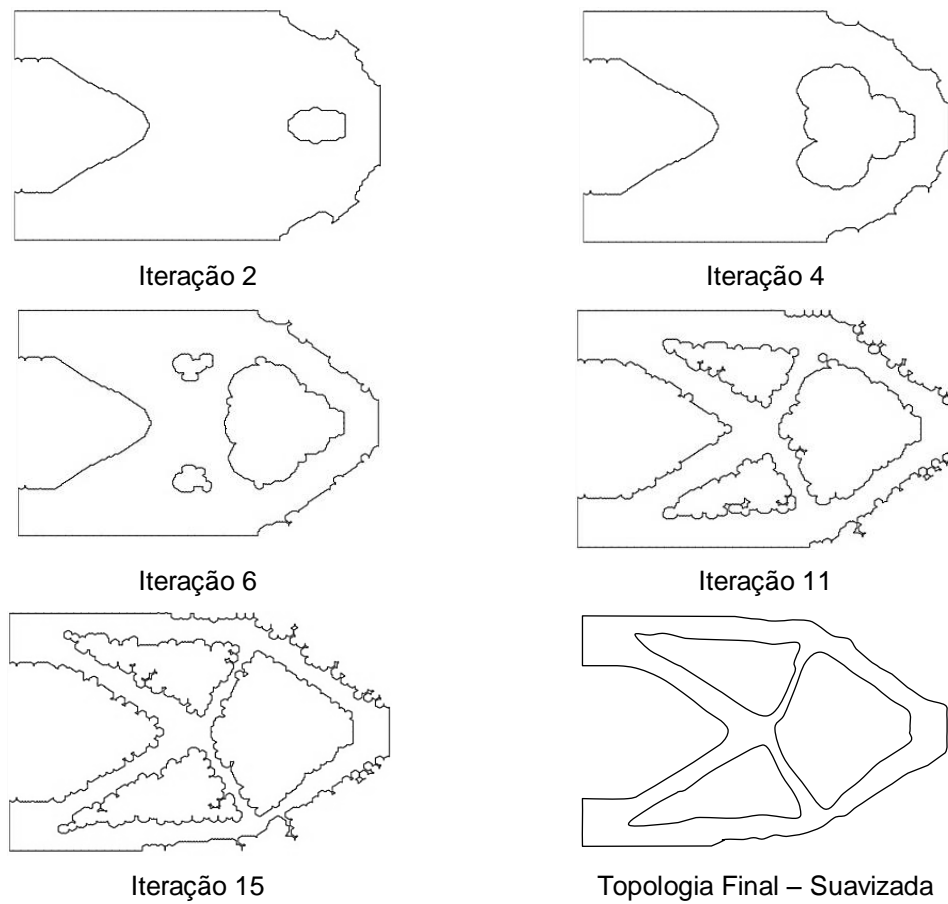 Iteração 2
Iteração 4
Iteração 6
Iteração 11
Iteração 15
Topologia Final – Suavizada